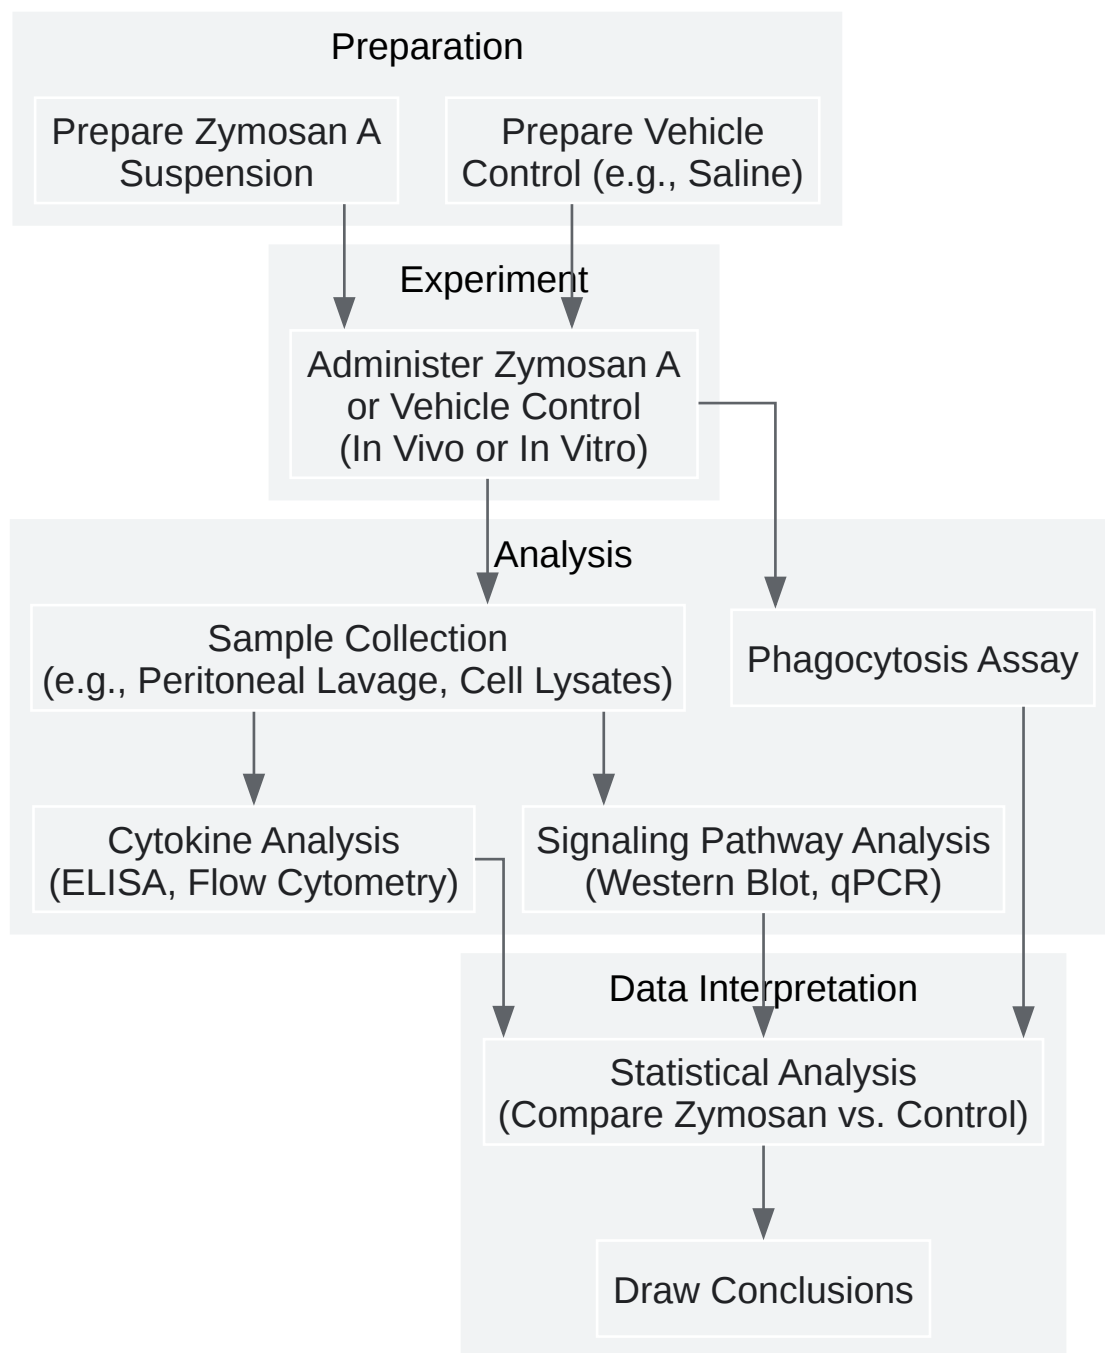 Preparation
Prepare Zymosan A
Suspension
Prepare Vehicle
Control (e.g., Saline)
Experiment
Administer Zymosan A
or Vehicle Control
(In Vivo or In Vitro)
Analysis
Sample Collection
(e.g., Peritoneal Lavage, Cell Lysates)
Phagocytosis Assay
Cytokine Analysis
(ELISA, Flow Cytometry)
Signaling Pathway Analysis
(Western Blot, qPCR)
Data Interpretation
Statistical Analysis
(Compare Zymosan vs. Control)
Draw Conclusions